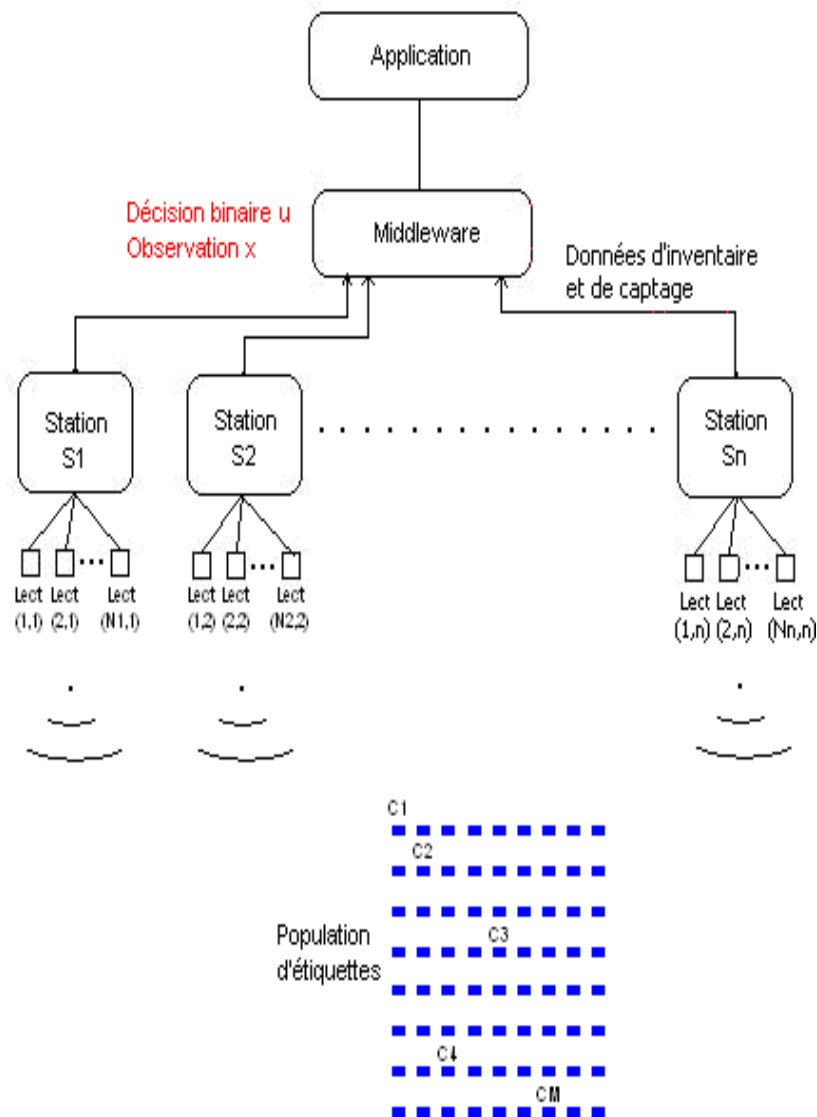 Application
Décision binaire u
Observation x
Middleware
Données d'inventaire
et de captage
Station
S1
Station
S2
Station
Sn
Lect
(1,1)
Lect
(2,1)
Lect
(N1,1)
Lect
(1,2)
Lect
(2,2)
Lect
(N2,2)
Lect
(1,n)
Lect
(2,n)
Lect
(Nn,n)
C1
C2
C3
Population
d'étiquettes
C4
CM